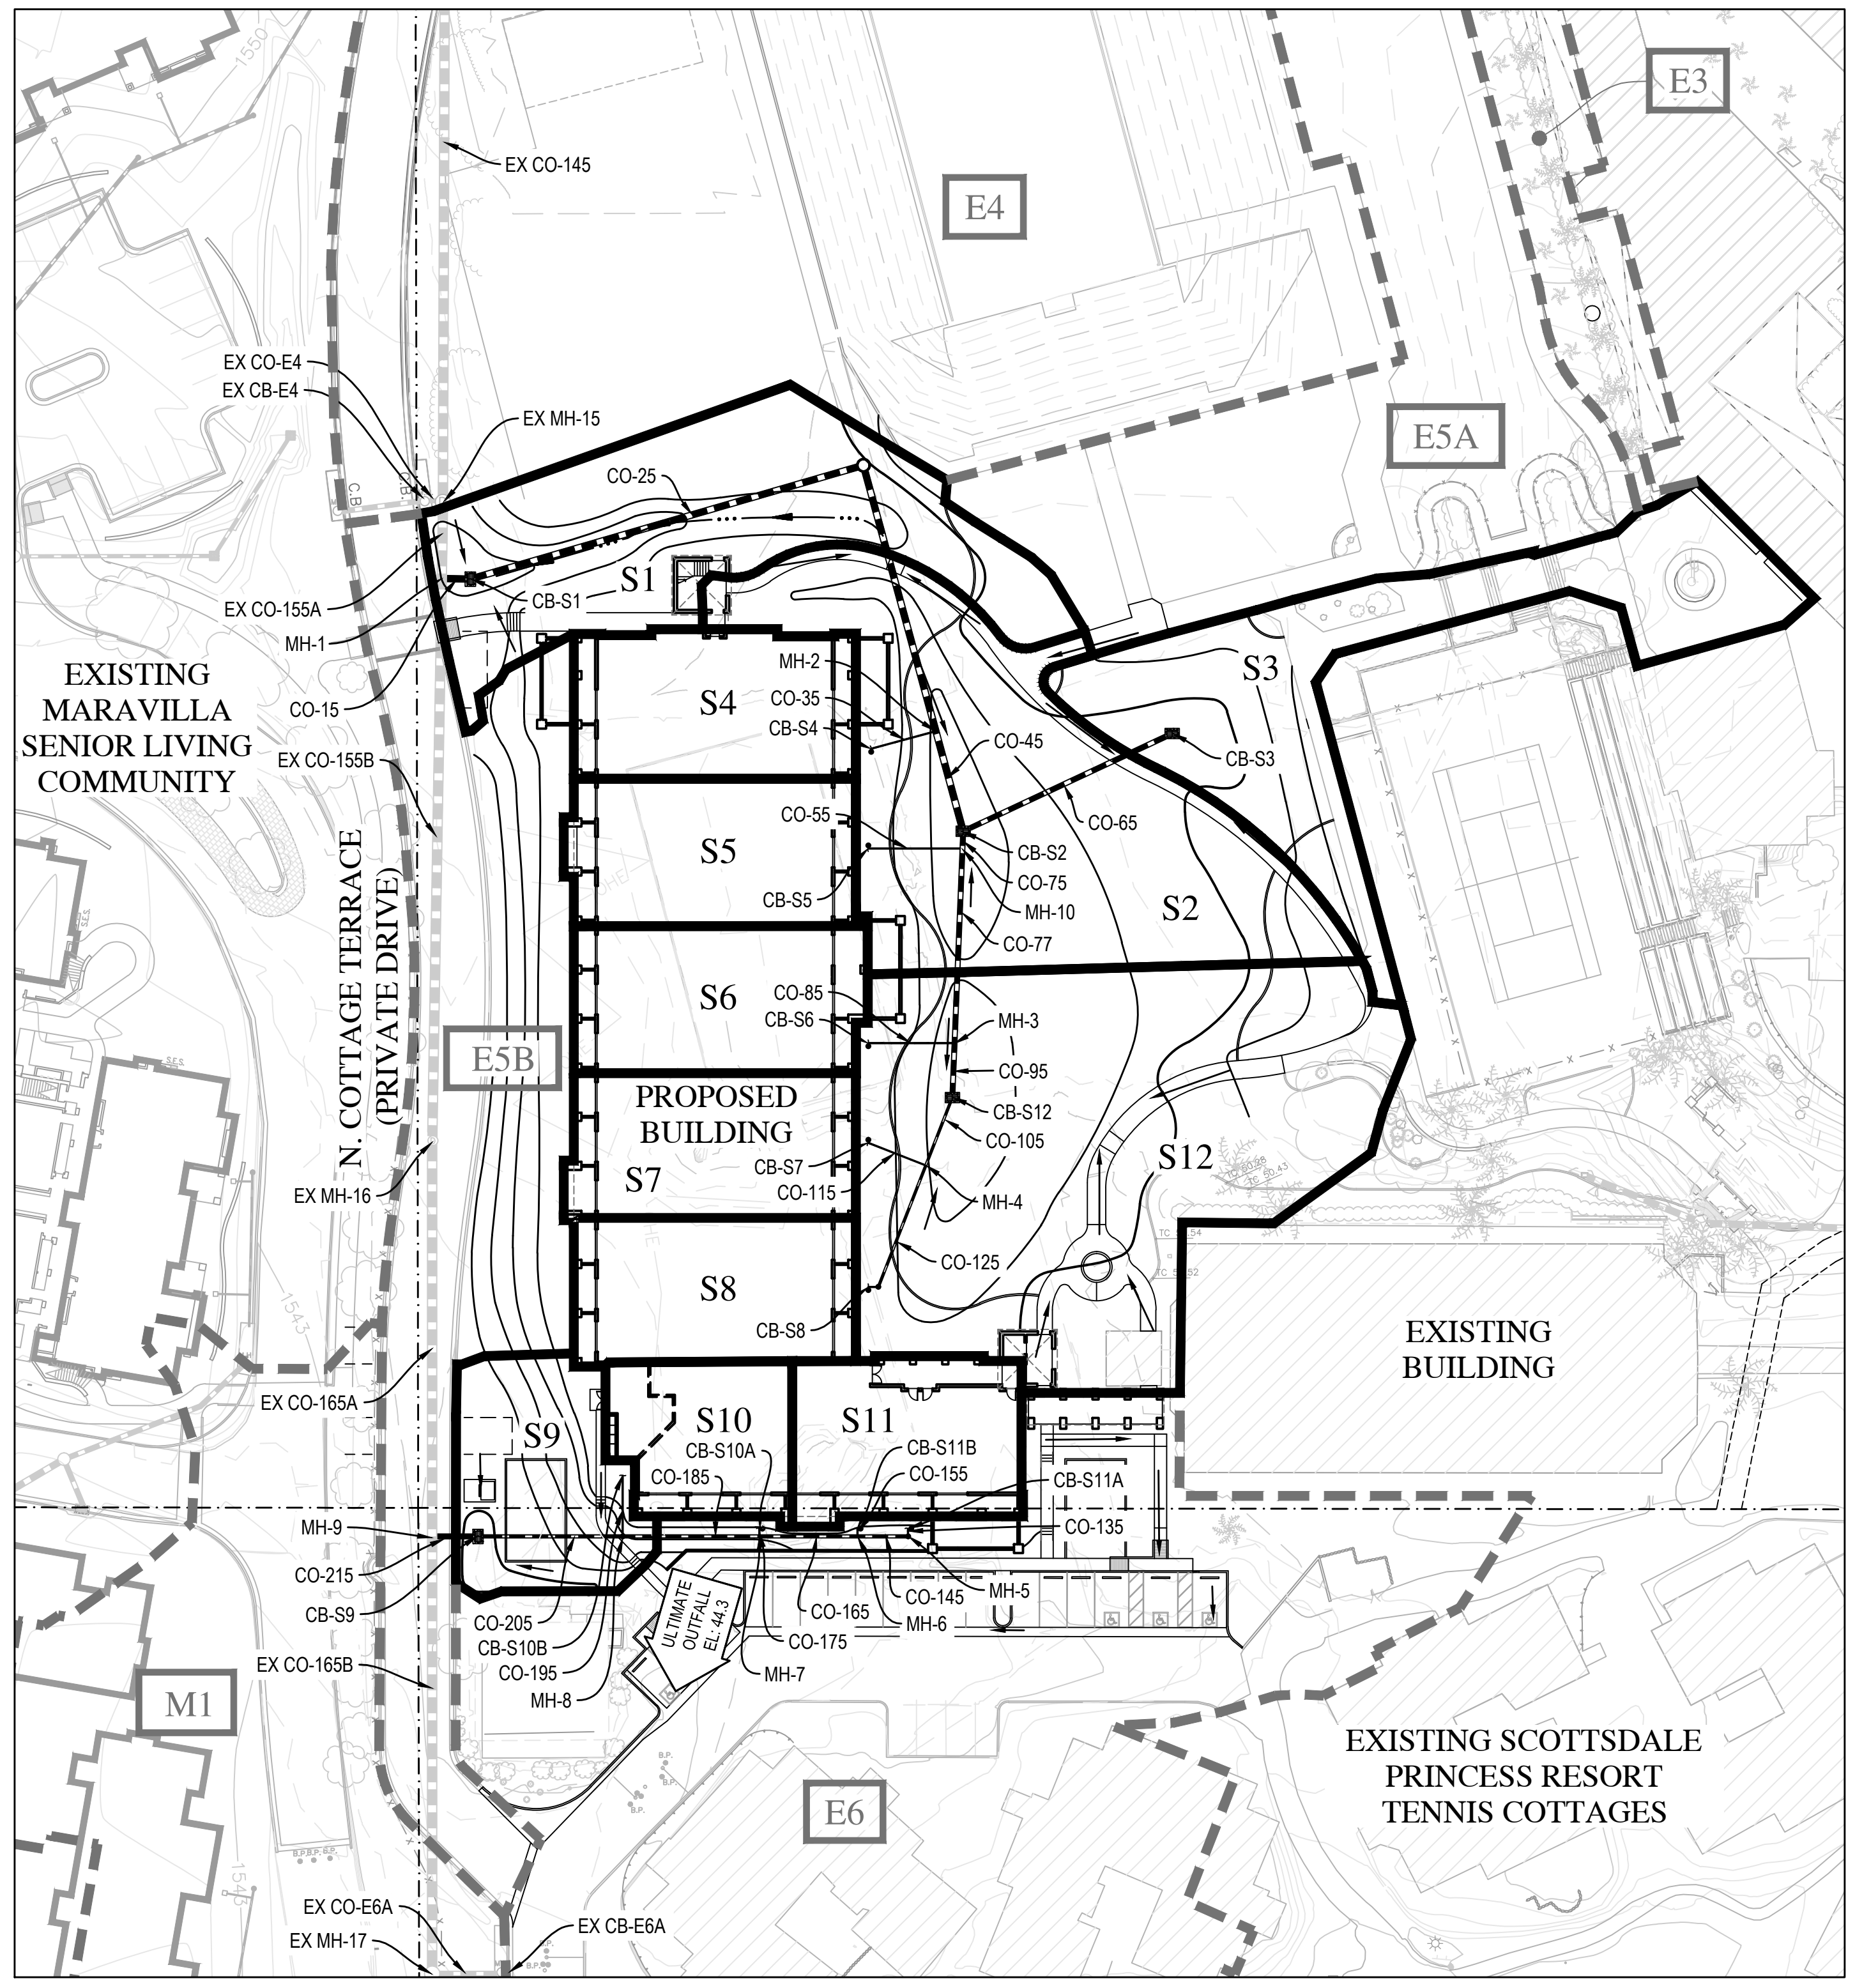 1550
E3
EX CO-145
E4
EX CO-E4
EX CB-E4
EX MH-15
E5A
CO-25
C.B.
C.B.
S1
CB-S1
EX CO-155A
MH-1
S3
EXISTING
MARAVILLA
SENIOR LIVING
COMMUNITY
MH-2
S4
CO-35
CO-15
CB-S4
CO-45
CB-S3
EX CO-155B
CO-55
CO-65
S5
CB-S2
CO-75
CB-S5
MH-10
S2
CO-77
N. COTTAGE TERRACE
(PRIVATE DRIVE)
CO-85
S6
CB-S6
MH-3
E5B
S.F.S.
CO-95
PROPOSED
BUILDING
CB-S12
CO-105
S12
CB-S7
S7
CO-115
EX MH-16
MH-4
CO-125
S8
1543
CB-S8
EXISTING
BUILDING
EX CO-165A
S9
S10
S11
CB-S10A
CB-S11B
CO-185
CO-155
CB-S11A
MH-9
CO-135
CO-215
MH-5
CB-S9
CO-145
CO-165
ULTIMATE
OUTFALL
EL: 44.3
CO-205
MH-6
CB-S10B
CO-175
EX CO-165B
CO-195
MH-7
MH-8
M1
EXISTING SCOTTSDALE
PRINCESS RESORT
TENNIS COTTAGES
E6
B.P.
B.P.
B.P.
B.P.B.P.B.P.
1543
EX CO-E6A
EX CB-E6A
EX MH-17
B.P.
B.P.